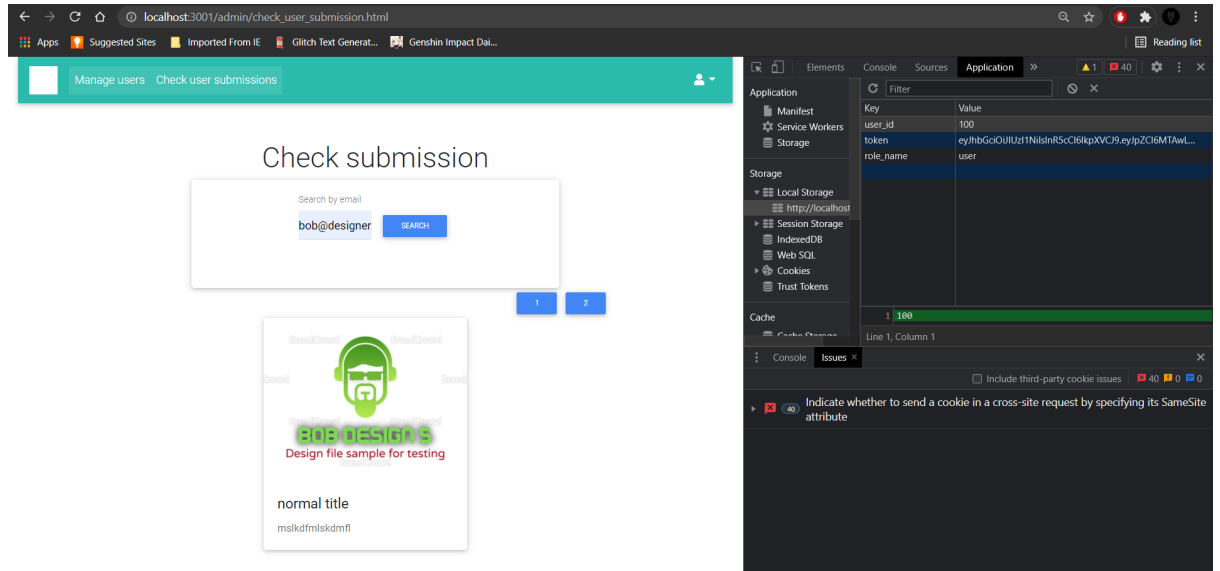 localhost:3001/admin/check_user_submission.html
Apps Suggested Sites Imported From IE Glitch Text Generat... Genshin Impact Dai... Reading list
Manage users Check user submissions
Check submission
Search by email
bob@designer SEARCH
1 2
BrandCrowd BrandCrowd
BOB DESIGN S
Design file sample for testing
normal title
mslkdfmlskdmfl
Elements Console Sources Application » 1 40
Application
Manifest
Service Workers
Storage
Storage
Local Storage
http://localhost
Session Storage
IndexedDB
Web SQL
Cookies
Trust Tokens
Cache
Cache Storage
Filter
Key Value
user_id 100
token eyJhbGciOiJIUzI1NiIsInR5cCI6IkpXVCJ9.eyJpZCI6MTAwL...
role_name user
1 100
Line 1, Column 1
Console Issues ×
Include third-party cookie issues 40 0 0
40 Indicate whether to send a cookie in a cross-site request by specifying its SameSite
attribute